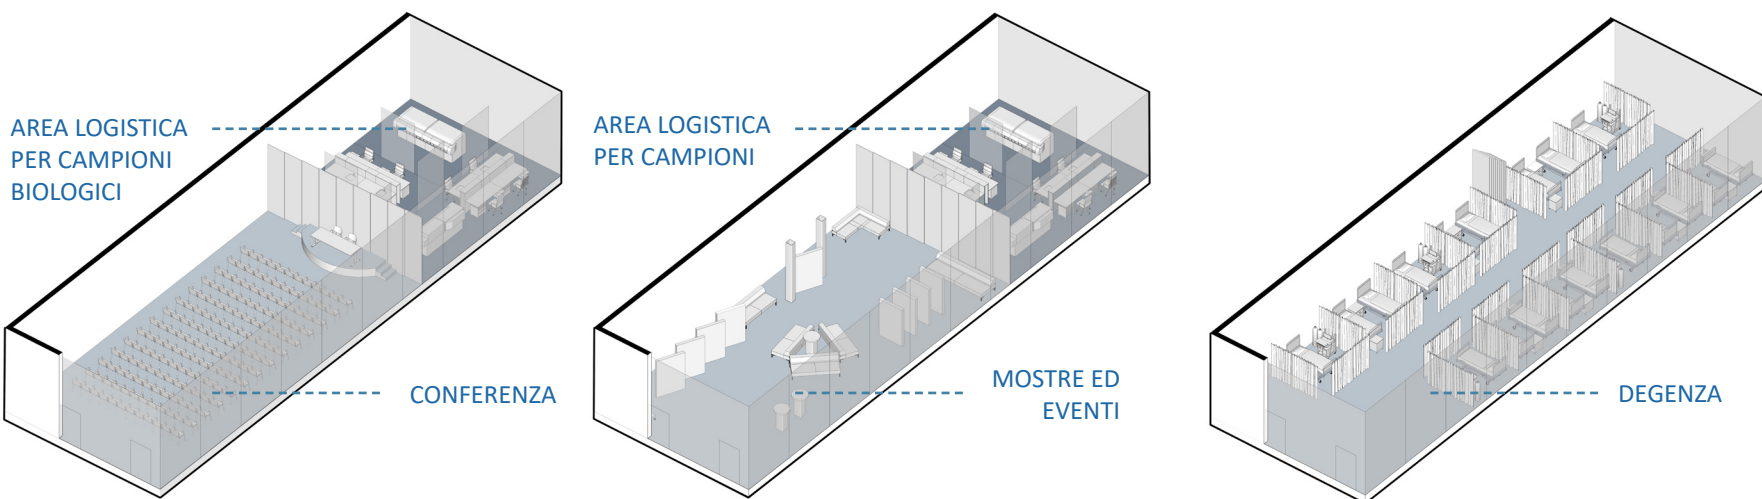 AREA LOGISTICA
PER CAMPIONI
BIOLOGICI
CONFERENZA
AREA LOGISTICA
PER CAMPIONI
MOSTRE ED
EVENTI
DEGENZA